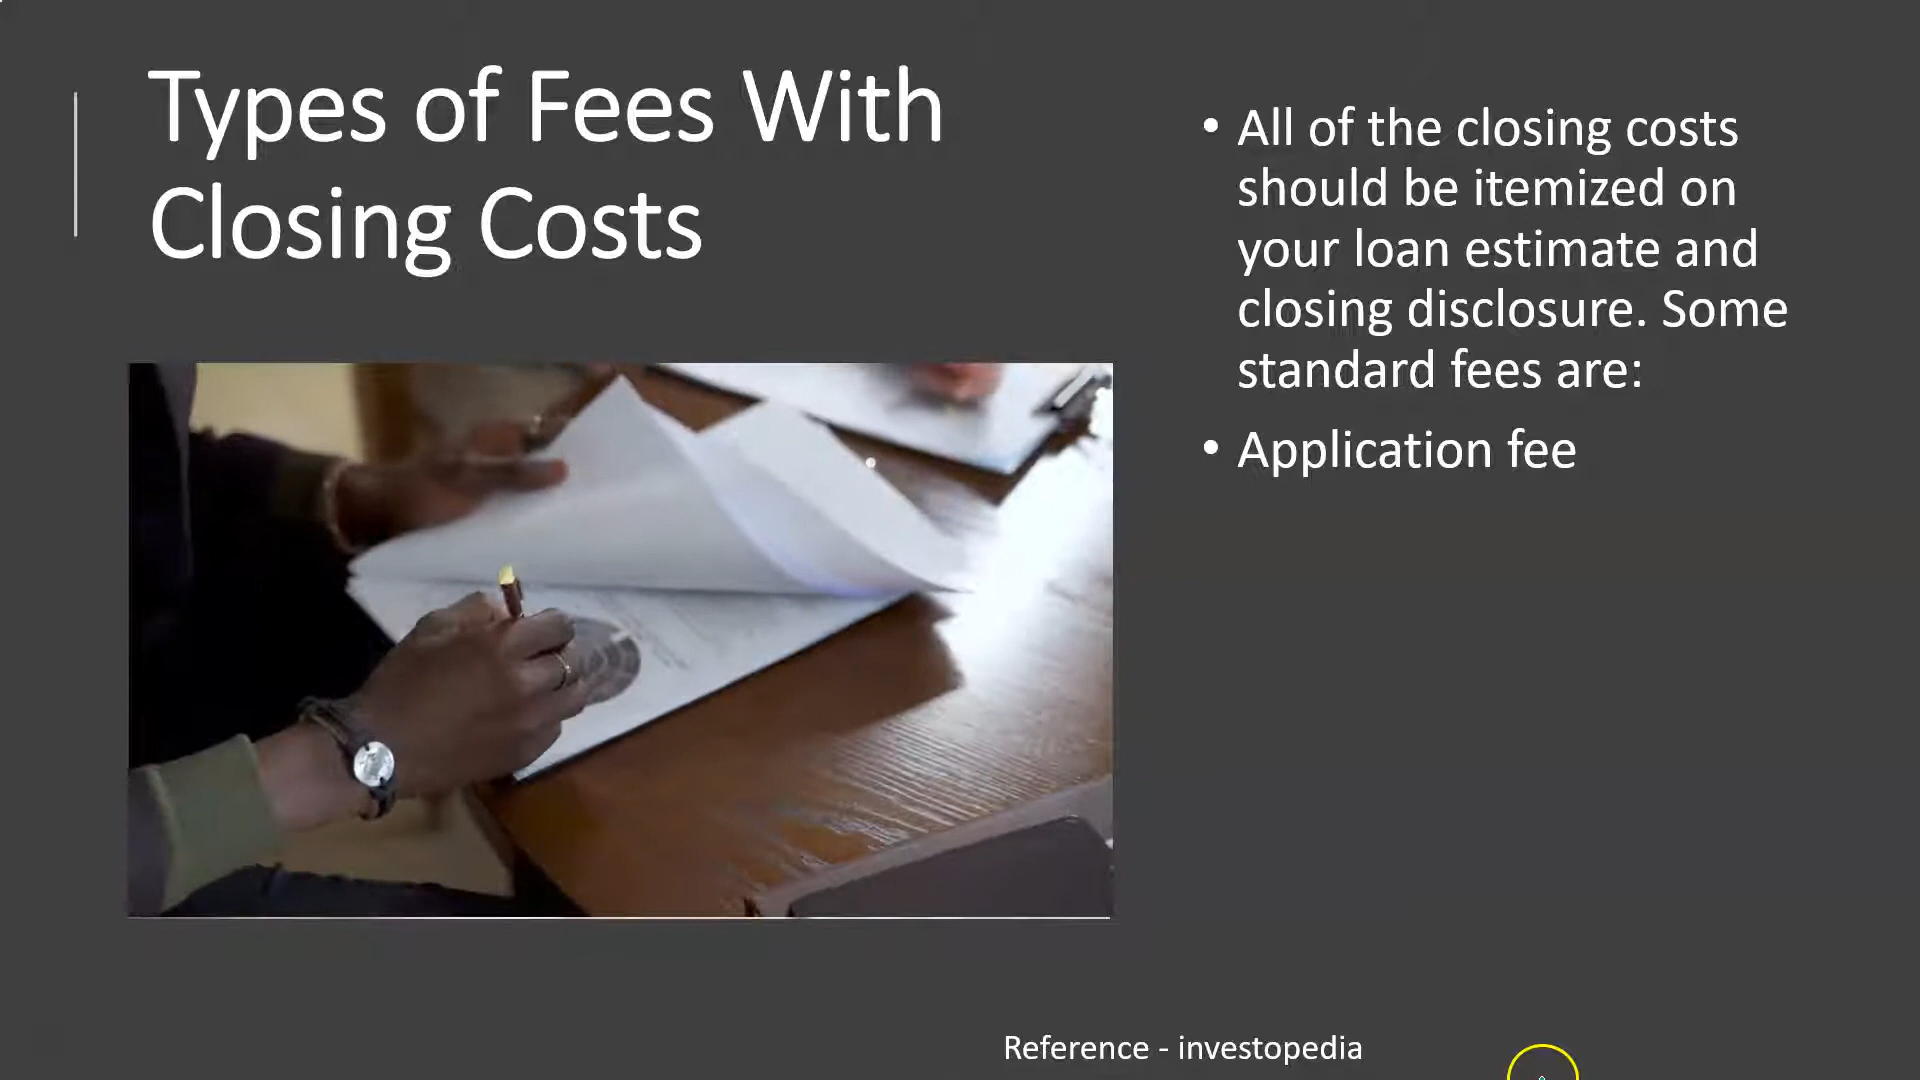 Types of Fees With
Closing Costs
• All of the closing costs
should be itemized on
your loan estimate and
closing disclosure. Some
standard fees are:
• Application fee
Reference - investopedia